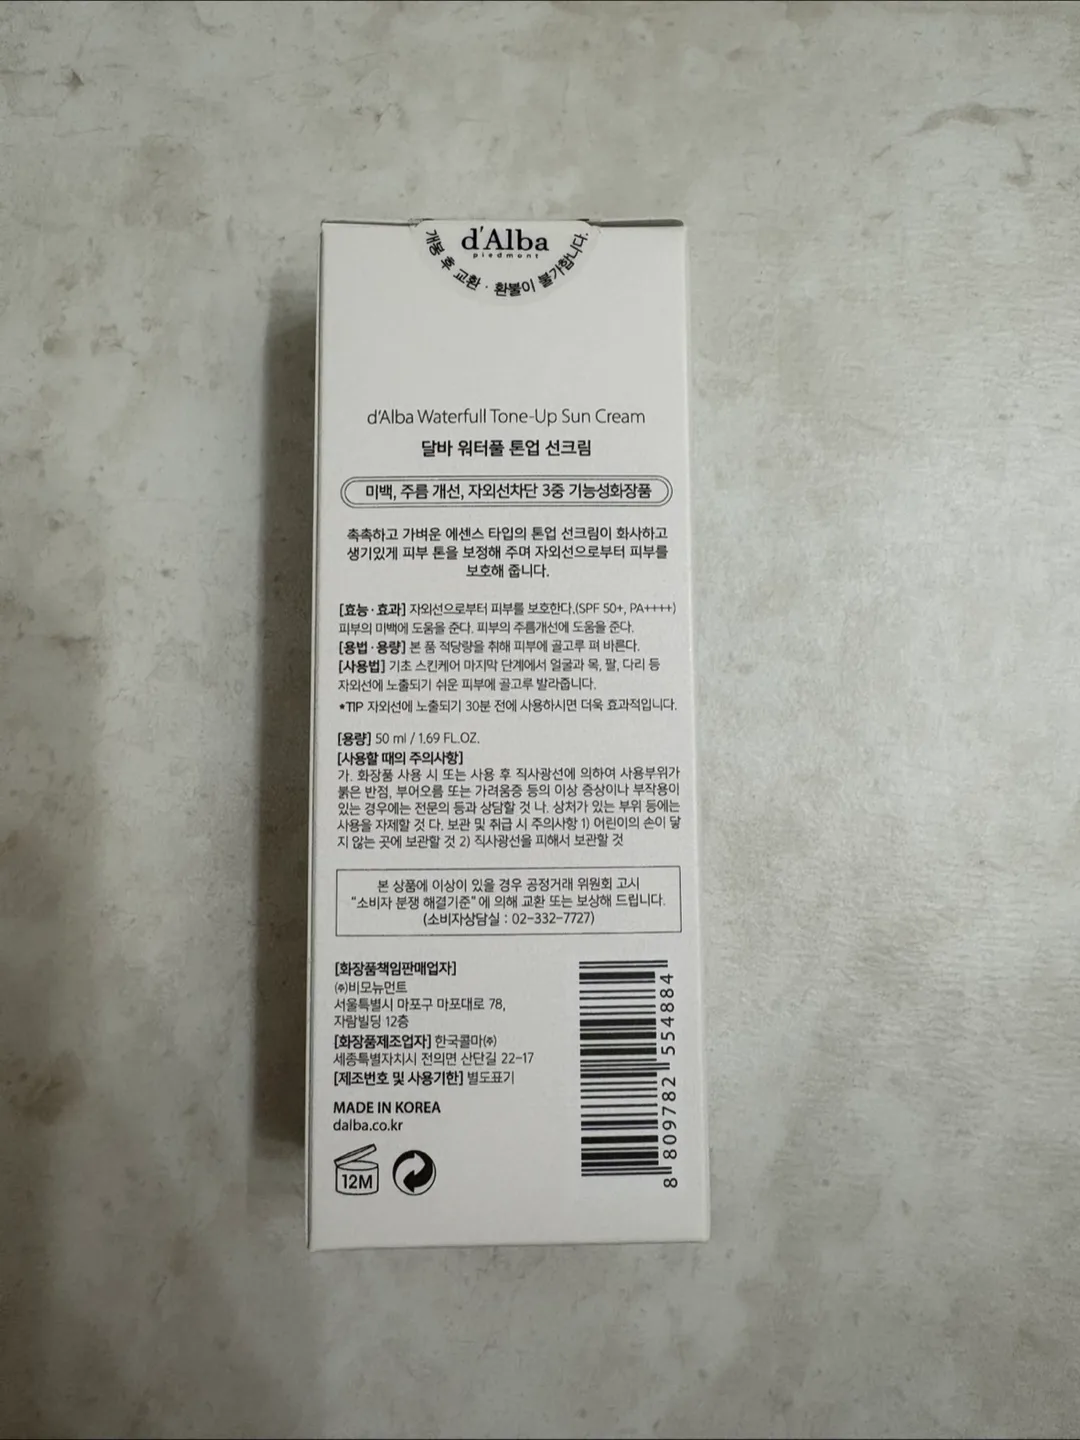 d'Alba
piedmont
개봉 후 교환 · 환불이 불가합니다.
d'Alba Waterfull Tone-Up Sun Cream
달바 워터풀 톤업 선크림
미백, 주름 개선, 자외선차단 3중 기능성화장품
촉촉하고 가벼운 에센스 타입의 톤업 선크림이 화사하고
생기있게 피부 톤을 보정해 주며 자외선으로부터 피부를
보호해 줍니다.
[효능·효과] 자외선으로부터 피부를 보호한다.(SPF 50+, PA++++)
피부의 미백에 도움을 준다. 피부의 주름개선에 도움을 준다.
[용법·용량] 본 품 적당량을 취해 피부에 골고루 펴 바른다.
[사용법] 기초 스킨케어 마지막 단계에서 얼굴과 목, 팔, 다리 등
자외선에 노출되기 쉬운 피부에 골고루 발라줍니다.
*TIP 자외선에 노출되기 30분 전에 사용하시면 더욱 효과적입니다.
[용량] 50 ml / 1.69 FL.OZ.
[사용할 때의 주의사항]
가. 화장품 사용 시 또는 사용 후 직사광선에 의하여 사용부위가
붉은 반점, 부어오름 또는 가려움증 등의 이상 증상이나 부작용이
있는 경우에는 전문의 등과 상담할 것 나. 상처가 있는 부위 등에는
사용을 자제할 것 다. 보관 및 취급 시 주의사항 1) 어린이의 손이 닿
지 않는 곳에 보관할 것 2) 직사광선을 피해서 보관할 것
본 상품에 이상이 있을 경우 공정거래 위원회 고시
"소비자 분쟁 해결기준"에 의해 교환 또는 보상해 드립니다.
(소비자상담실 : 02-332-7727)
[화장품책임판매업자]
㈜비모뉴먼트
서울특별시 마포구 마포대로 78,
자람빌딩 12층
[화장품제조업자] 한국콜마㈜
세종특별자치시 전의면 산단길 22-17
[제조번호 및 사용기한] 별도표기
MADE IN KOREA
dalba.co.kr
12M
8 809782 554884